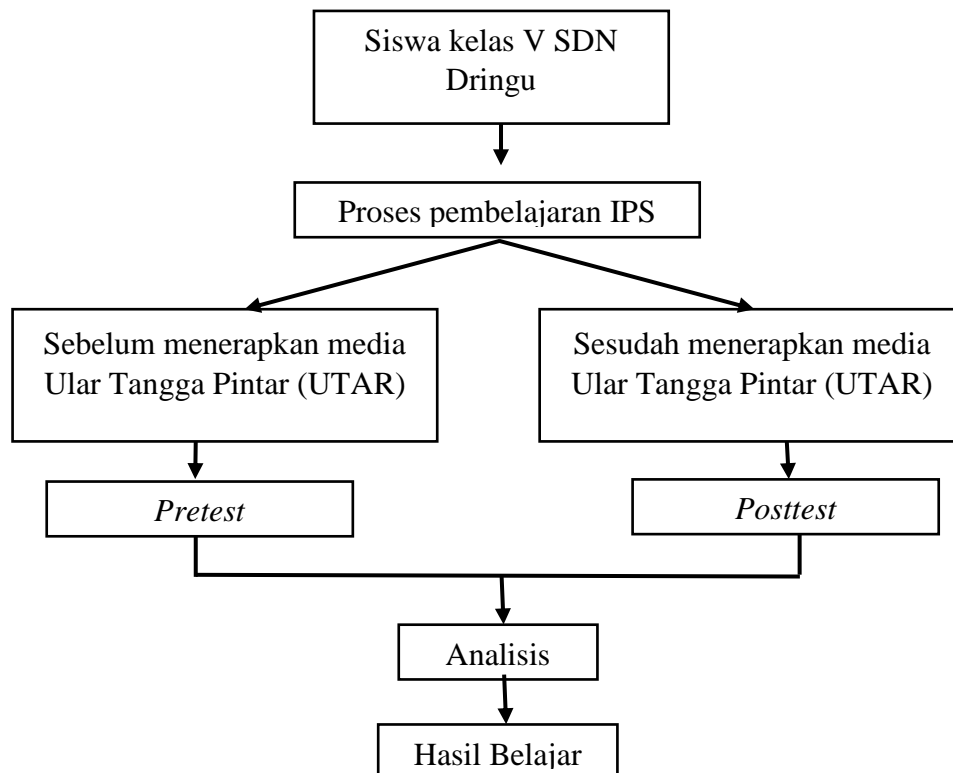 Siswa kelas V SDN
Dringu
Proses pembelajaran IPS
Sebelum menerapkan media
Ular Tangga Pintar (UTAR)
Sesudah menerapkan media
Ular Tangga Pintar (UTAR)
Pretest
Posttest
Analisis
Hasil Belajar